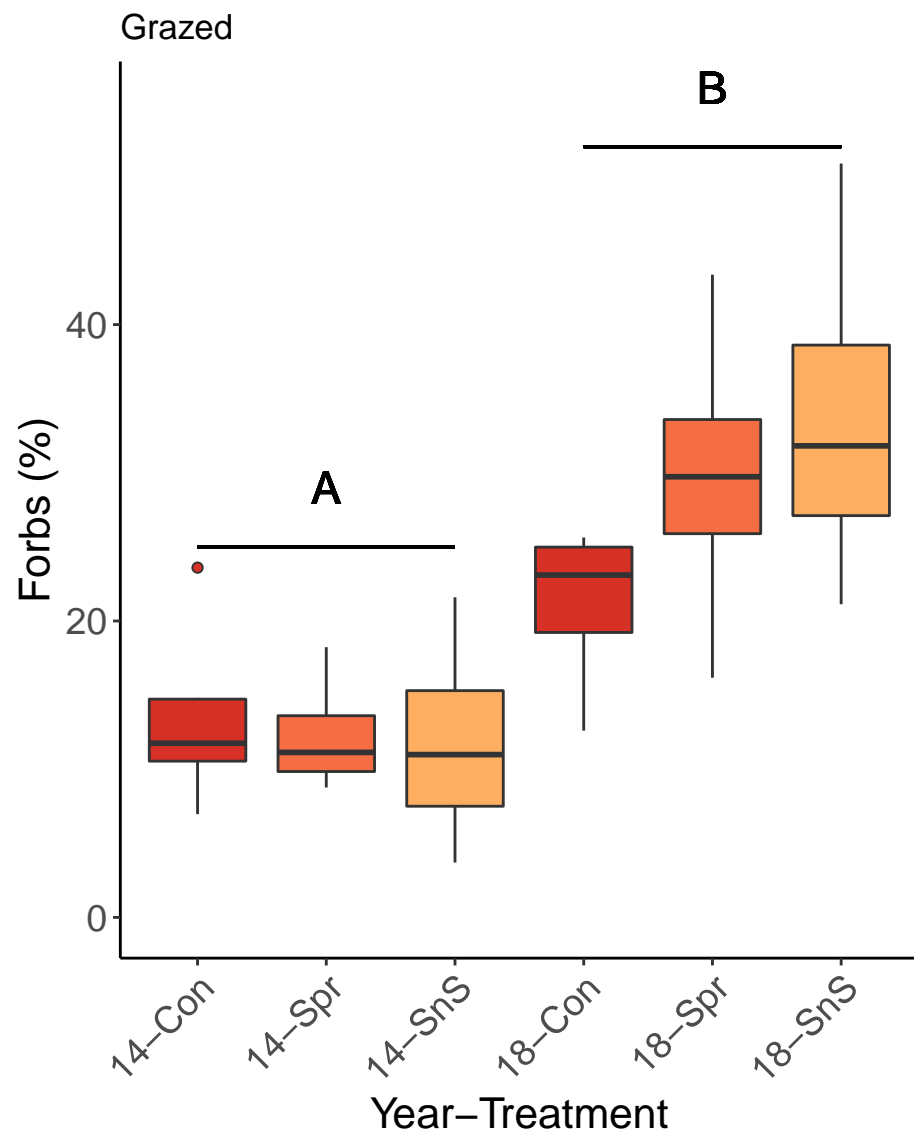 Grazed
B
A
Forbs (%)
40
20
0
14–Con
14–Spr
14–SnS
18–Con
18–Spr
18–SnS
Year–Treatment